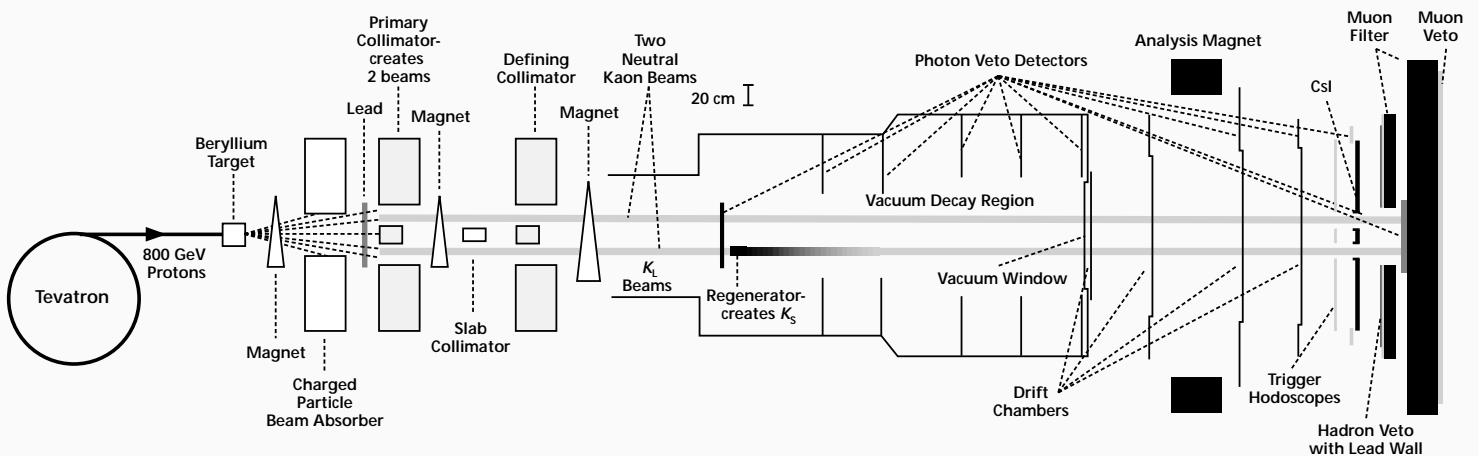 Tevatron
800 GeV
Protons
Beryllium
Target
Magnet
Charged
Particle
Beam Absorber
Lead
Primary
Collimator-
creates
2 beams
Magnet
Slab
Collimator
Defining
Collimator
Magnet
Two
Neutral
Kaon Beams
KL
Beams
20 cm
Regenerator-
creates KS
Photon Veto Detectors
Vacuum Decay Region
Vacuum Window
Drift
Chambers
Analysis Magnet
Trigger
Hodoscopes
CsI
Muon
Filter
Muon
Veto
Hadron Veto
with Lead Wall